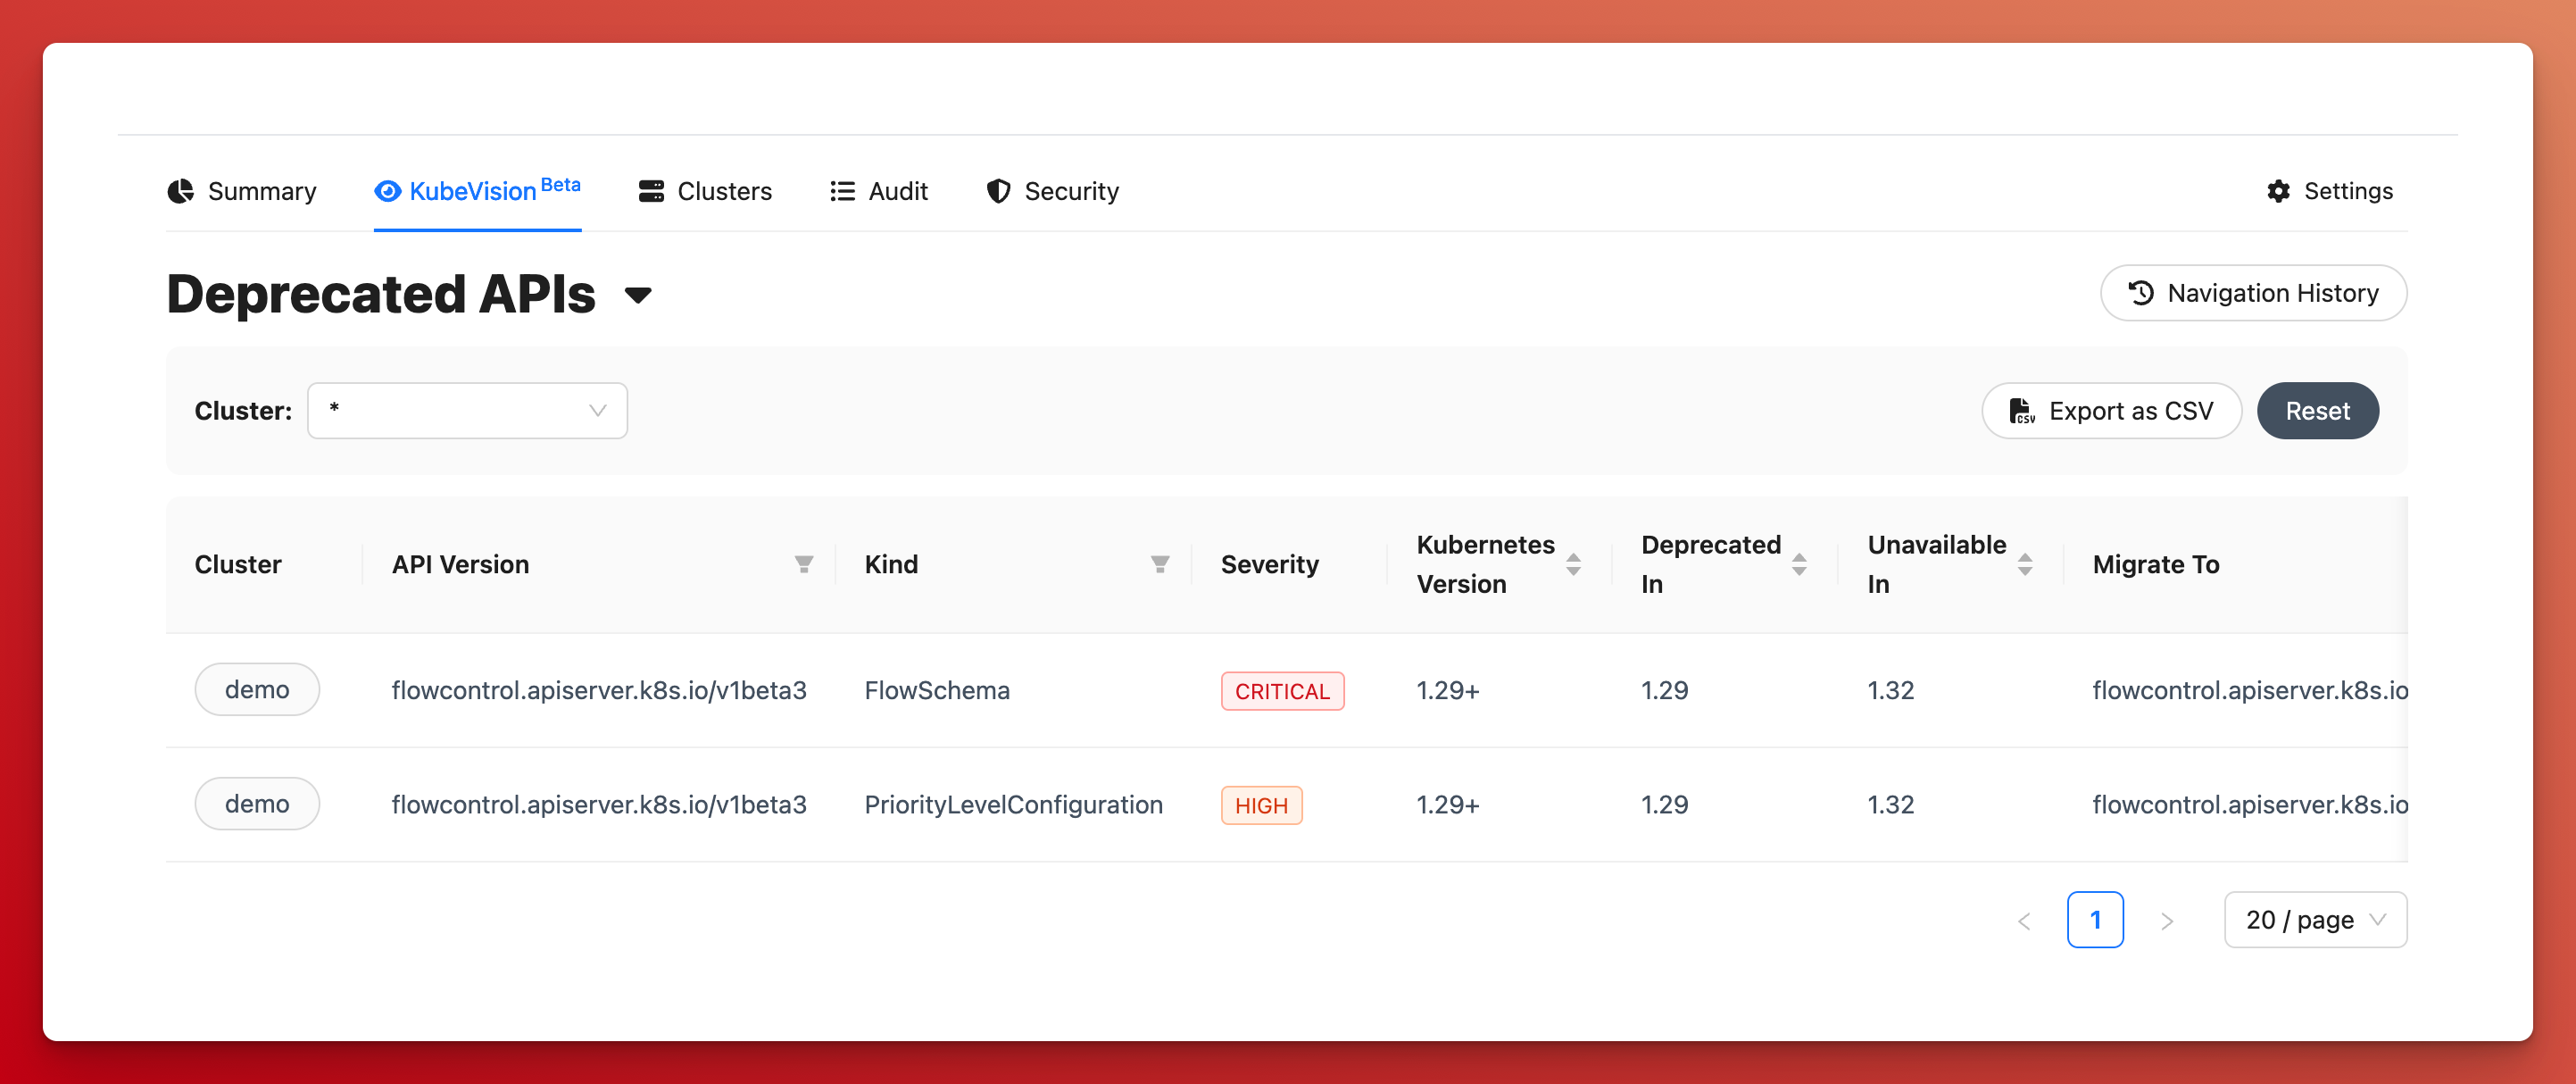 Summary KubeVision Beta Clusters Audit Security Settings
Deprecated APIs Navigation History
Cluster: * Export as CSV Reset
Cluster API Version Kind Severity Kubernetes Version Deprecated In Unavailable In Migrate To
demo flowcontrol.apiserver.k8s.io/v1beta3 FlowSchema CRITICAL 1.29+ 1.29 1.32 flowcontrol.apiserver.k8s.io
demo flowcontrol.apiserver.k8s.io/v1beta3 PriorityLevelConfiguration HIGH 1.29+ 1.29 1.32 flowcontrol.apiserver.k8s.io
< 1 > 20 / page